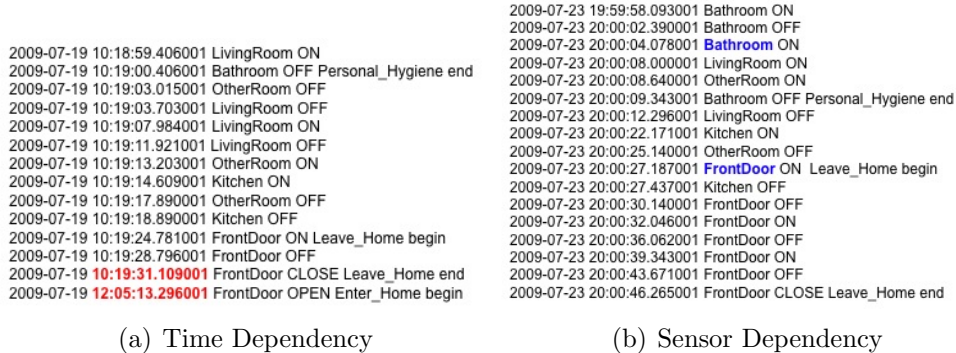 2009-07-19 10:18:59.406001 LivingRoom ON
2009-07-19 10:19:00.406001 Bathroom OFF Personal_Hygiene end
2009-07-19 10:19:03.015001 OtherRoom OFF
2009-07-19 10:19:03.703001 LivingRoom OFF
2009-07-19 10:19:07.984001 LivingRoom ON
2009-07-19 10:19:11.921001 LivingRoom OFF
2009-07-19 10:19:13.203001 OtherRoom ON
2009-07-19 10:19:14.609001 Kitchen ON
2009-07-19 10:19:17.890001 OtherRoom OFF
2009-07-19 10:19:18.890001 Kitchen OFF
2009-07-19 10:19:24.781001 FrontDoor ON Leave_Home begin
2009-07-19 10:19:28.796001 FrontDoor OFF
2009-07-19 10:19:31.109001 FrontDoor CLOSE Leave_Home end
2009-07-19 12:05:13.296001 FrontDoor OPEN Enter_Home begin
(a) Time Dependency
2009-07-23 19:59:58.093001 Bathroom ON
2009-07-23 20:00:02.390001 Bathroom OFF
2009-07-23 20:00:04.078001 Bathroom ON
2009-07-23 20:00:08.000001 LivingRoom ON
2009-07-23 20:00:08.640001 OtherRoom ON
2009-07-23 20:00:09.343001 Bathroom OFF Personal_Hygiene end
2009-07-23 20:00:12.296001 LivingRoom OFF
2009-07-23 20:00:22.171001 Kitchen ON
2009-07-23 20:00:25.140001 OtherRoom OFF
2009-07-23 20:00:27.187001 FrontDoor ON Leave_Home begin
2009-07-23 20:00:27.437001 Kitchen OFF
2009-07-23 20:00:30.140001 FrontDoor OFF
2009-07-23 20:00:32.046001 FrontDoor ON
2009-07-23 20:00:36.062001 FrontDoor OFF
2009-07-23 20:00:39.343001 FrontDoor ON
2009-07-23 20:00:43.671001 FrontDoor OFF
2009-07-23 20:00:46.265001 FrontDoor CLOSE Leave_Home end
(b) Sensor Dependency